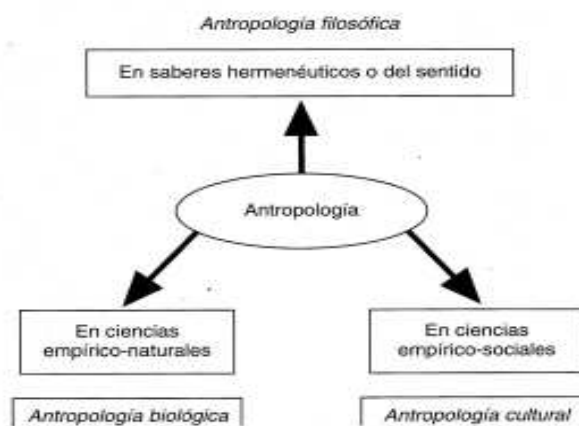 Antropología filosófica
En saberes hermenéuticos o del sentido
Antropología
En ciencias
empírico-naturales
En ciencias
empírico-sociales
Antropología biológica
Antropología cultural